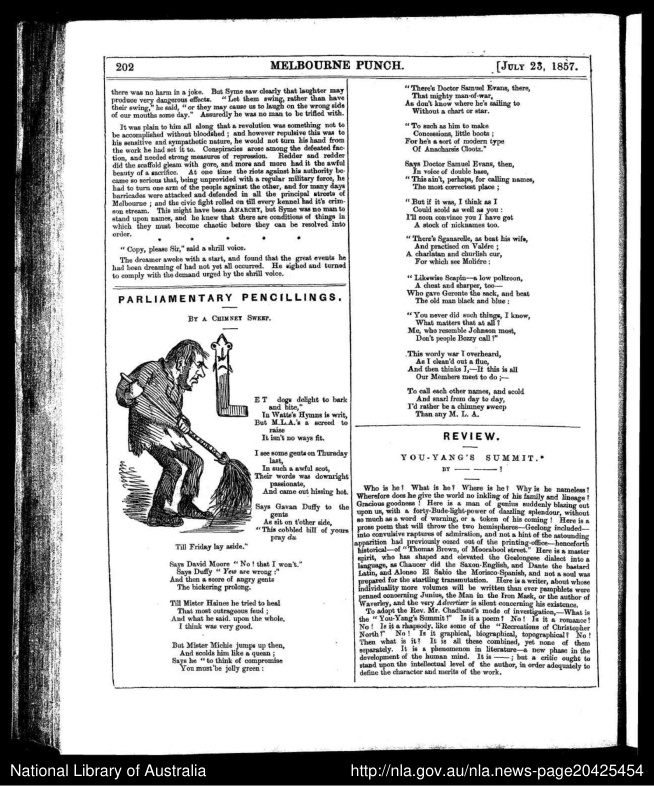 202
MELBOURNE PUNCH.
[JULY 23, 1857.
there was no harm in a joke. But Syme saw clearly that laughter may
produce very dangerous effects. "Let them swing, rather than have
their swing," he said, "or they may cause us to laugh on the wrong side
of our mouths some day." Assuredly he was no man to be trifled with.
It was plain to him all along that a revolution was something not to
be accomplished without bloodshed; and however repulsive this was to
his sensitive and sympathetic nature, he would not turn his hand from
the work he had set it to. Conspiracies arose among the defeated fac-
tion, and needed strong measures of repression. Redder and redder
did the scaffold gleam with gore, and more and more had it the awful
beauty of a sacrifice. At one time the riots against his authority be-
came so serious that, being unprovided with a regular military force, he
had to turn one arm of the people against the other, and for many days
barricades were attacked and defended in all the principal streets of
Melbourne; and the civic fight rolled on till every kennel had it's crim-
son stream. This might have been ANARCHY, but Syme was no man to
stand upon names, and he knew that there are conditions of things in
which they must become chaotic before they can be resolved into
order.
* * * * *
"Copy, please Sir," said a shrill voice.
The dreamer awoke with a start, and found that the great events he
had been dreaming of had not yet all occurred. He sighed and turned
to comply with the demand urged by the shrill voice.
PARLIAMENTARY PENCILLINGS.
BY A CHIMNEY SWEEP.
LET dogs delight to bark
and bite,"
In Watts's Hymns is writ,
But M.L.A.'s a screed to
raise
It isn't no ways fit.
I see some gents on Thursday
last,
In such a awful scot,
Their words was downright
passionate,
And came out hissing hot.
Says Gavan Duffy to the
gents
As sit on t'other side,
"This cobbled bill of yours
pray du
Till Friday lay aside."
Says David Moore "No! that I won't."
Says Duffy "Yew are wrong:"
And then a score of angry gents
The bickering prolong.
Till Mister Haines he tried to heal
That most outrageous feud;
And what he said, upon the whole,
I think was very good.
But Mister Michie jumps up then,
And scolds him like a quean;
Says he "to think of compromise
You must be jolly green:
"There's Doctor Samuel Evans, there,
That mighty man-of-war,
As don't know where he's sailing to
Without a chart or star.
"To such as him to make
Concessions, little boots;
For he's a sort of modern type
Of Anacharsis Cloots."
Says Doctor Samuel Evans, then,
In voice of double bass,
"This ain't, perhaps, for calling names,
The most correctest place;
"But if it was, I think as I
Could scold as well as you:
I'll soon convince you I have got
A stock of nicknames too.
"There's Sganarelle, as beat his wife,
And practised on Valére;
A charlatan and churlish cur,
For which see Moliére:
"Likewise Scapin—a low poltroon,
A cheat and sharper, too—
Who gave Geronte the sack, and beat
The old man black and blue:
"You never did such things, I know,
What matters that at all?
Me, who resemble Johnson most,
Don't people Bozzy call?"
This wordy war I overheard,
As I clean'd out a flue,
And then thinks I,—It this is all
Our Members meet to do;—
To call each other names, and scold
And snarl from day to day,
I'd rather be a chimney sweep
Than any M. L. A.
REVIEW.
YOU-YANG'S SUMMIT.*
BY —— ——!
Who is he? What is he? Where is he? Why is he nameless?
Wherefore does he give the world no inkling of his family and lineage?
Gracious goodness! Here is a man of genius suddenly blazing out
upon us, with a forty-Bude-light-power of dazzling splendour, without
so much as a word of warning, or a token of his coming! Here is a
prose poem that will throw the two hemispheres—Geelong included—
into convulsive raptures of admiration, and not a hint of the astounding
apparition had previously oozed out of the printing-office—henceforth
historical—of "Thomas Brown, of Moorabool street." Here is a master
spirit, who has shaped and elevated the Geelongese dialect into a
language, as Chaucer did the Saxon-English, and Dante the bastard
Latin, and Alonso El Sabio the Morisco-Spanish, and not a soul was
prepared for the startling transmutation. Here is a writer, about whose
individuality more volumes will be written than ever pamphlets were
penned concerning Junius, the Man in the Iron Mask, or the author of
Waverley, and the very Advertiser is silent concerning his existence.
To adopt the Rev. Mr. Chadband's mode of investigation,—What is
the "You-Yang's Summit?" Is it a poem? No! Is it a romance?
No! Is it a rhapsody, like some of the "Recreations of Christopher
North?" No! Is it graphical, biographical, topographical? No!
Then what is it? It is all these combined, yet none of them
separately. It is a phenomenon in literature—a new phase in the
development of the human mind. It is ——; but a critic ought to
stand upon the intellectual level of the author, in order adequately to
define the character and merits of the work.
National Library of Australia
http://nla.gov.au/nla.news-page20425454